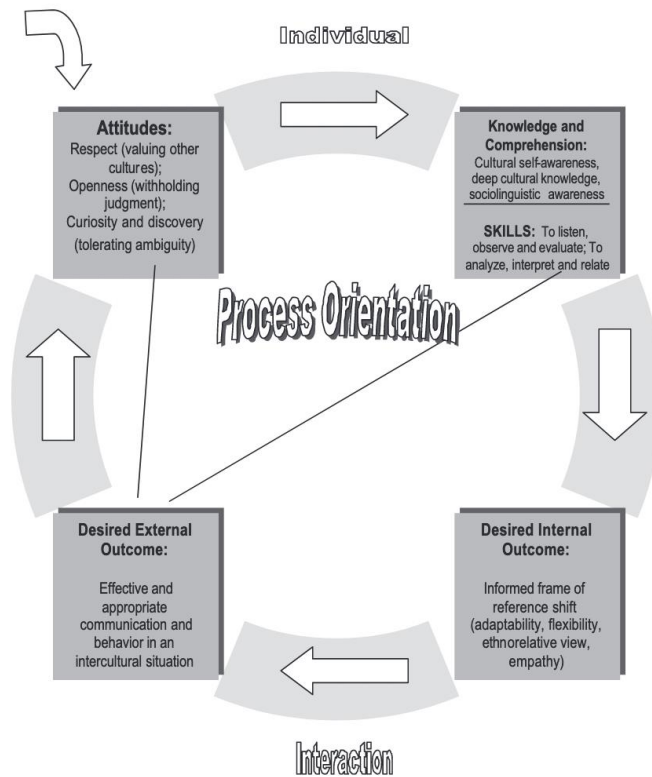 Individual
Attitudes:
Respect (valuing other
cultures);
Openness (withholding
judgment);
Curiosity and discovery
(tolerating ambiguity)
Knowledge and
Comprehension:
Cultural self-awareness,
deep cultural knowledge,
sociolinguistic awareness
SKILLS: To listen,
observe and evaluate; To
analyze, interpret and relate
Process Orientation
Desired External
Outcome:
Effective and
appropriate
communication and
behavior in an
intercultural situation
Desired Internal
Outcome:
Informed frame of
reference shift
(adaptability, flexibility,
ethnorelative view,
empathy)
Interaction